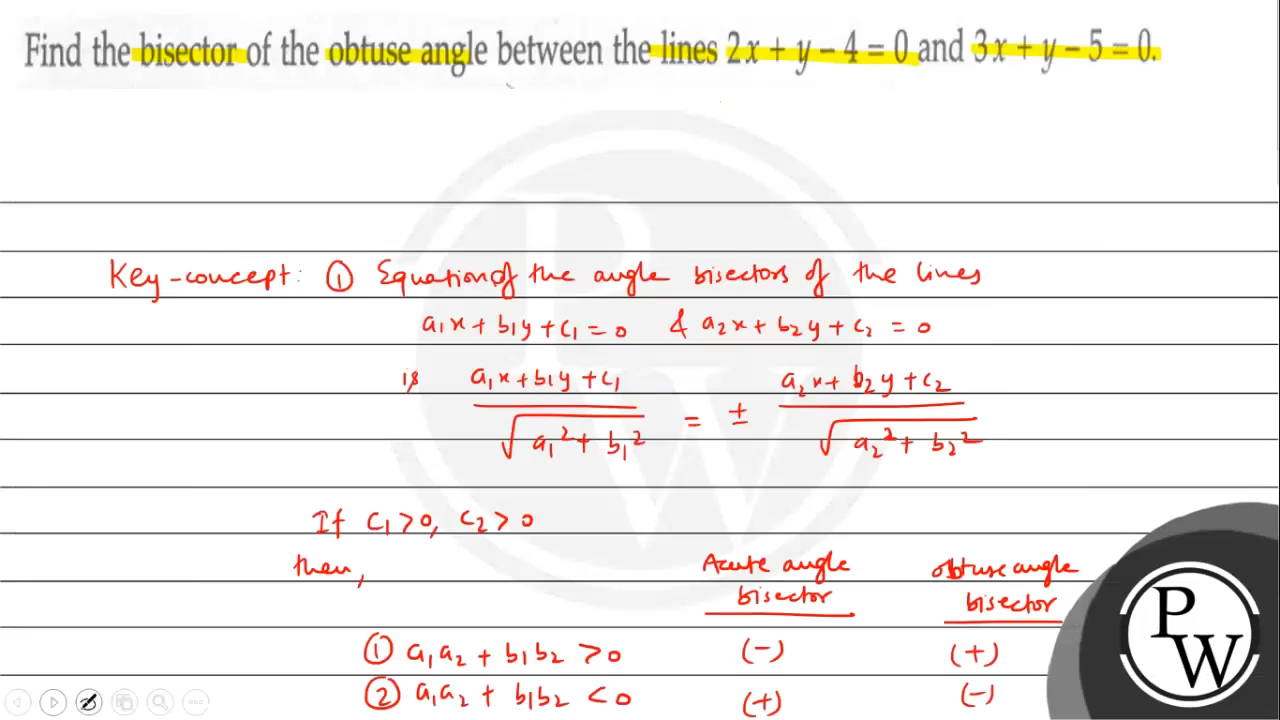 Find the bisector of the obtuse angle between the lines 2x + y − 4 = 0 and 3x + y − 5 = 0.
Key-concept: ① Equation of the angle bisectors of the lines
a₁x + b₁y + c₁ = 0 & a₂x + b₂y + c₂ = 0
is (a₁x + b₁y + c₁)/√(a₁² + b₁²) = ± (a₂x + b₂y + c₂)/√(a₂² + b₂²)
If c₁ > 0, c₂ > 0
then, Acute angle bisector obtuse angle bisector
① a₁a₂ + b₁b₂ > 0 (−) (+)
② a₁a₂ + b₁b₂ < 0 (+) (−)
P
W